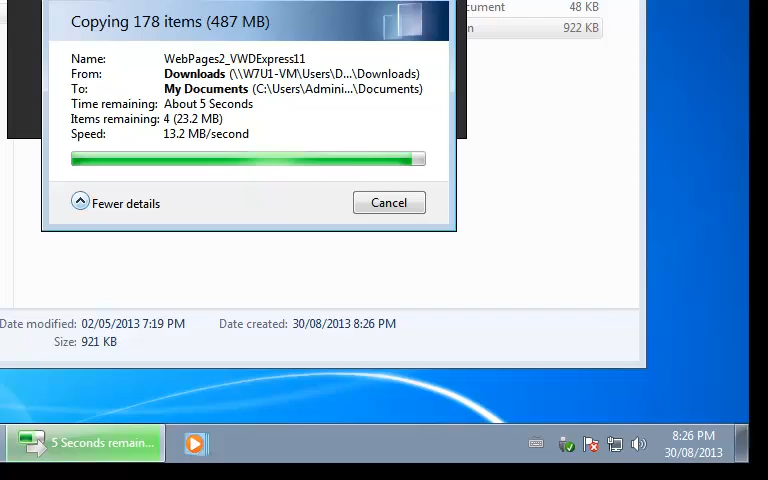 Copying 178 items (487 MB)
cument 48 KB
n 922 KB
Name: WebPages2_VWDExpress11
From: Downloads (\\W7U1-VM\Users\D...\Downloads)
To: My Documents (C:\Users\Admini...\Documents)
Time remaining: About 5 Seconds
Items remaining: 4 (23.2 MB)
Speed: 13.2 MB/second
Fewer details
Cancel
Date modified: 02/05/2013 7:19 PM Date created: 30/08/2013 8:26 PM
Size: 921 KB
5 Seconds remain...
8:26 PM
30/08/2013